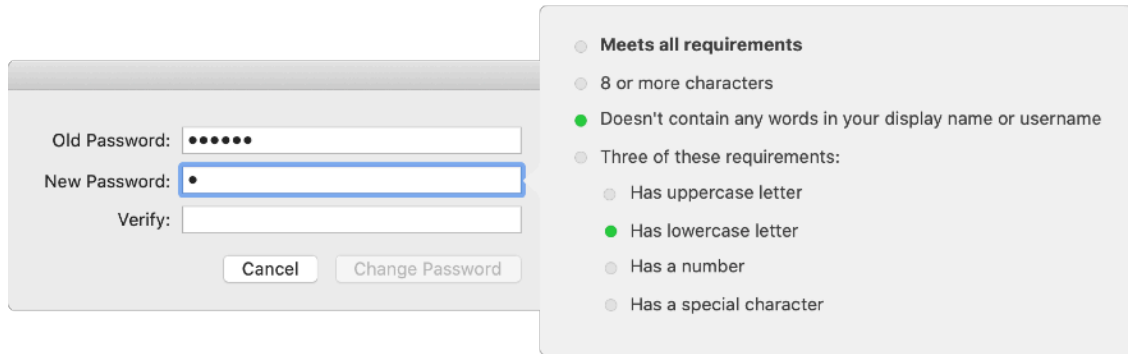 Old Password: ••••••
New Password: •
Verify:
Cancel
Change Password
Meets all requirements
8 or more characters
Doesn't contain any words in your display name or username
Three of these requirements:
Has uppercase letter
Has lowercase letter
Has a number
Has a special character